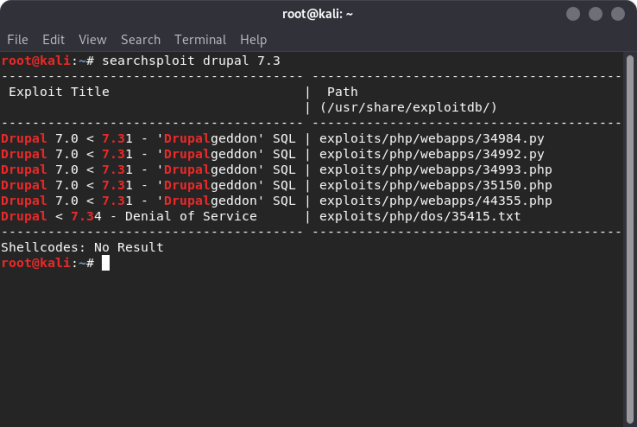 root@kali: ~
File Edit View Search Terminal Help
root@kali:~# searchsploit drupal 7.3
--------------------------------------- ----------------------------------------
 Exploit Title | Path
 | (/usr/share/exploitdb/)
--------------------------------------- ----------------------------------------
Drupal 7.0 < 7.31 - 'Drupalgeddon' SQL | exploits/php/webapps/34984.py
Drupal 7.0 < 7.31 - 'Drupalgeddon' SQL | exploits/php/webapps/34992.py
Drupal 7.0 < 7.31 - 'Drupalgeddon' SQL | exploits/php/webapps/34993.php
Drupal 7.0 < 7.31 - 'Drupalgeddon' SQL | exploits/php/webapps/35150.php
Drupal 7.0 < 7.31 - 'Drupalgeddon' SQL | exploits/php/webapps/44355.php
Drupal < 7.34 - Denial of Service | exploits/php/dos/35415.txt
--------------------------------------- ----------------------------------------
Shellcodes: No Result
root@kali:~#